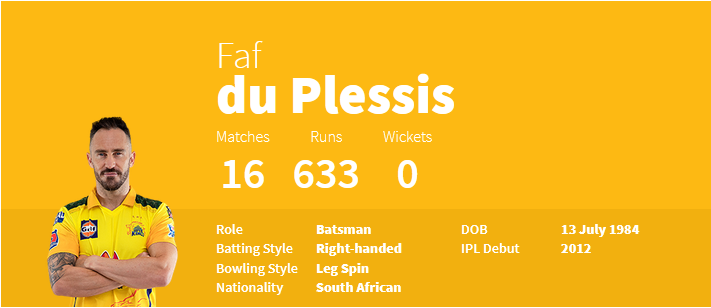 Faf
du Plessis
Matches Runs Wickets
16 633 0
Role Batsman DOB 13 July 1984
Batting Style Right-handed IPL Debut 2012
Bowling Style Leg Spin
Nationality South African
Gulf